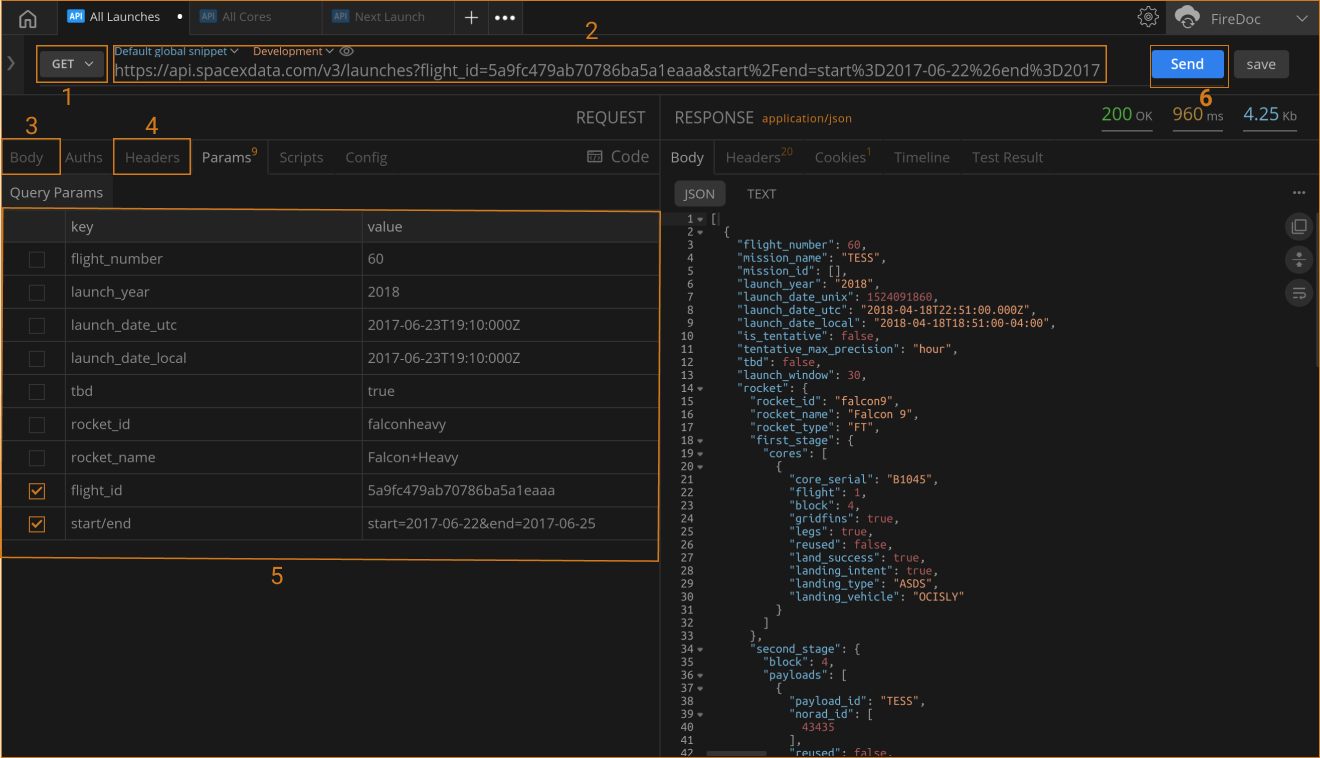 API All Launches
API All Cores
API Next Launch
FireDoc
2
Default global snippet Development
GET
https://api.spacexdata.com/v3/launches?flight_id=5a9fc479ab70786ba5a1eaaa&start%2Fend=start%3D2017-06-22%26end%3D2017
Send
save
1
6
3
4
REQUEST
RESPONSE application/json
200 OK
960 ms
4.25 Kb
Body Auths Headers Params 9 Scripts Config
Code
Body Headers 20 Cookies 1 Timeline Test Result
Query Params
JSON TEXT
key value
flight_number 60
launch_year 2018
launch_date_utc 2017-06-23T19:10:000Z
launch_date_local 2017-06-23T19:10:000Z
tbd true
rocket_id falconheavy
rocket_name Falcon+Heavy
flight_id 5a9fc479ab70786ba5a1eaaa
start/end start=2017-06-22&end=2017-06-25
5
1 [
2 {
3 "flight_number": 60,
4 "mission_name": "TESS",
5 "mission_id": [],
6 "launch_year": "2018",
7 "launch_date_unix": 1524091860,
8 "launch_date_utc": "2018-04-18T22:51:00.000Z",
9 "launch_date_local": "2018-04-18T18:51:00-04:00",
10 "is_tentative": false,
11 "tentative_max_precision": "hour",
12 "tbd": false,
13 "launch_window": 30,
14 "rocket": {
15 "rocket_id": "falcon9",
16 "rocket_name": "Falcon 9",
17 "rocket_type": "FT",
18 "first_stage": {
19 "cores": [
20 {
21 "core_serial": "B1045",
22 "flight": 1,
23 "block": 4,
24 "gridfins": true,
25 "legs": true,
26 "reused": false,
27 "land_success": true,
28 "landing_intent": true,
29 "landing_type": "ASDS",
30 "landing_vehicle": "OCISLY"
31 }
32 ]
33 },
34 "second_stage": {
35 "block": 4,
36 "payloads": [
37 {
38 "payload_id": "TESS",
39 "norad_id": [
40 43435
41 ],
42 "reused": false,